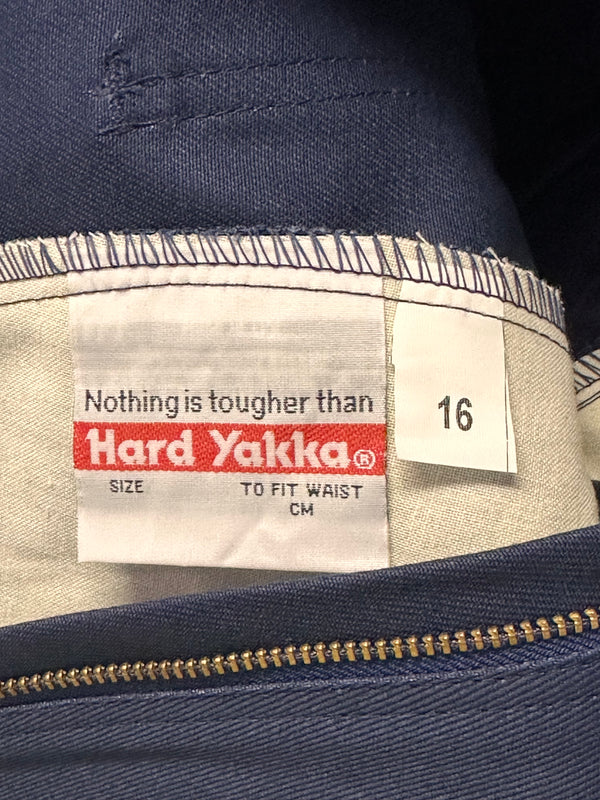 Nothing is tougher than
Hard Yakka®
SIZE TO FIT WAIST
CM
16